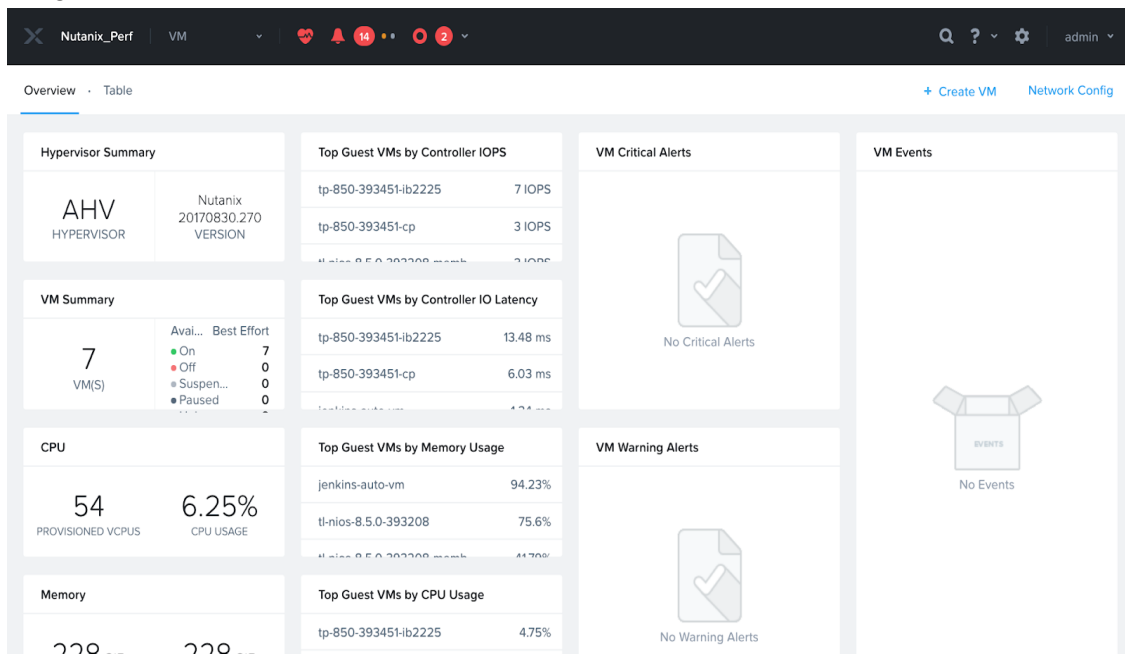 Nutanix_Perf VM 14 2 ? admin
Overview · Table + Create VM Network Config
Hypervisor Summary
AHV
HYPERVISOR
Nutanix
20170830.270
VERSION
Top Guest VMs by Controller IOPS
tp-850-393451-ib2225 7 IOPS
tp-850-393451-cp 3 IOPS
VM Critical Alerts
No Critical Alerts
VM Events
EVENTS
No Events
VM Summary
7
VM(S)
Avai... Best Effort
On 7
Off 0
Suspen... 0
Paused 0
Top Guest VMs by Controller IO Latency
tp-850-393451-ib2225 13.48 ms
tp-850-393451-cp 6.03 ms
CPU
54
PROVISIONED VCPUS
6.25%
CPU USAGE
Top Guest VMs by Memory Usage
jenkins-auto-vm 94.23%
tl-nios-8.5.0-393208 75.6%
VM Warning Alerts
No Warning Alerts
Memory
228 228
Top Guest VMs by CPU Usage
tp-850-393451-ib2225 4.75%